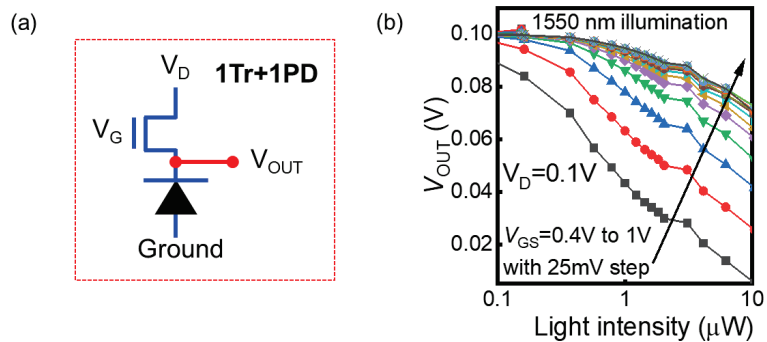 (a)
1Tr+1PD
V_D
V_G
V_OUT
Ground
(b)
1550 nm illumination
V_D=0.1V
V_GS=0.4V to 1V
with 25mV step
V_OUT (V)
0.10
0.08
0.06
0.04
0.02
0.1
1
10
Light intensity (μW)